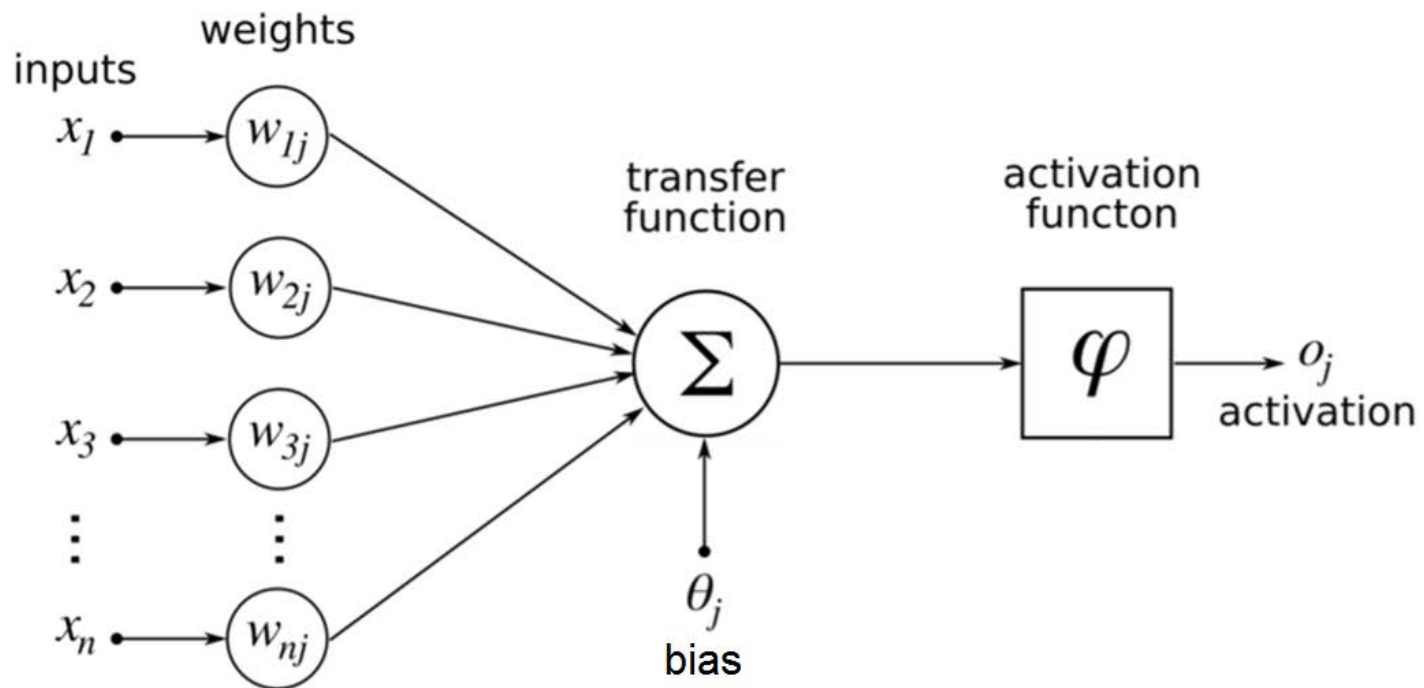 weights
inputs
x1
w1j
x2
w2j
x3
w3j
⋮
⋮
xn
wnj
transfer
function
Σ
θj
bias
activation
functon
φ
oj
activation